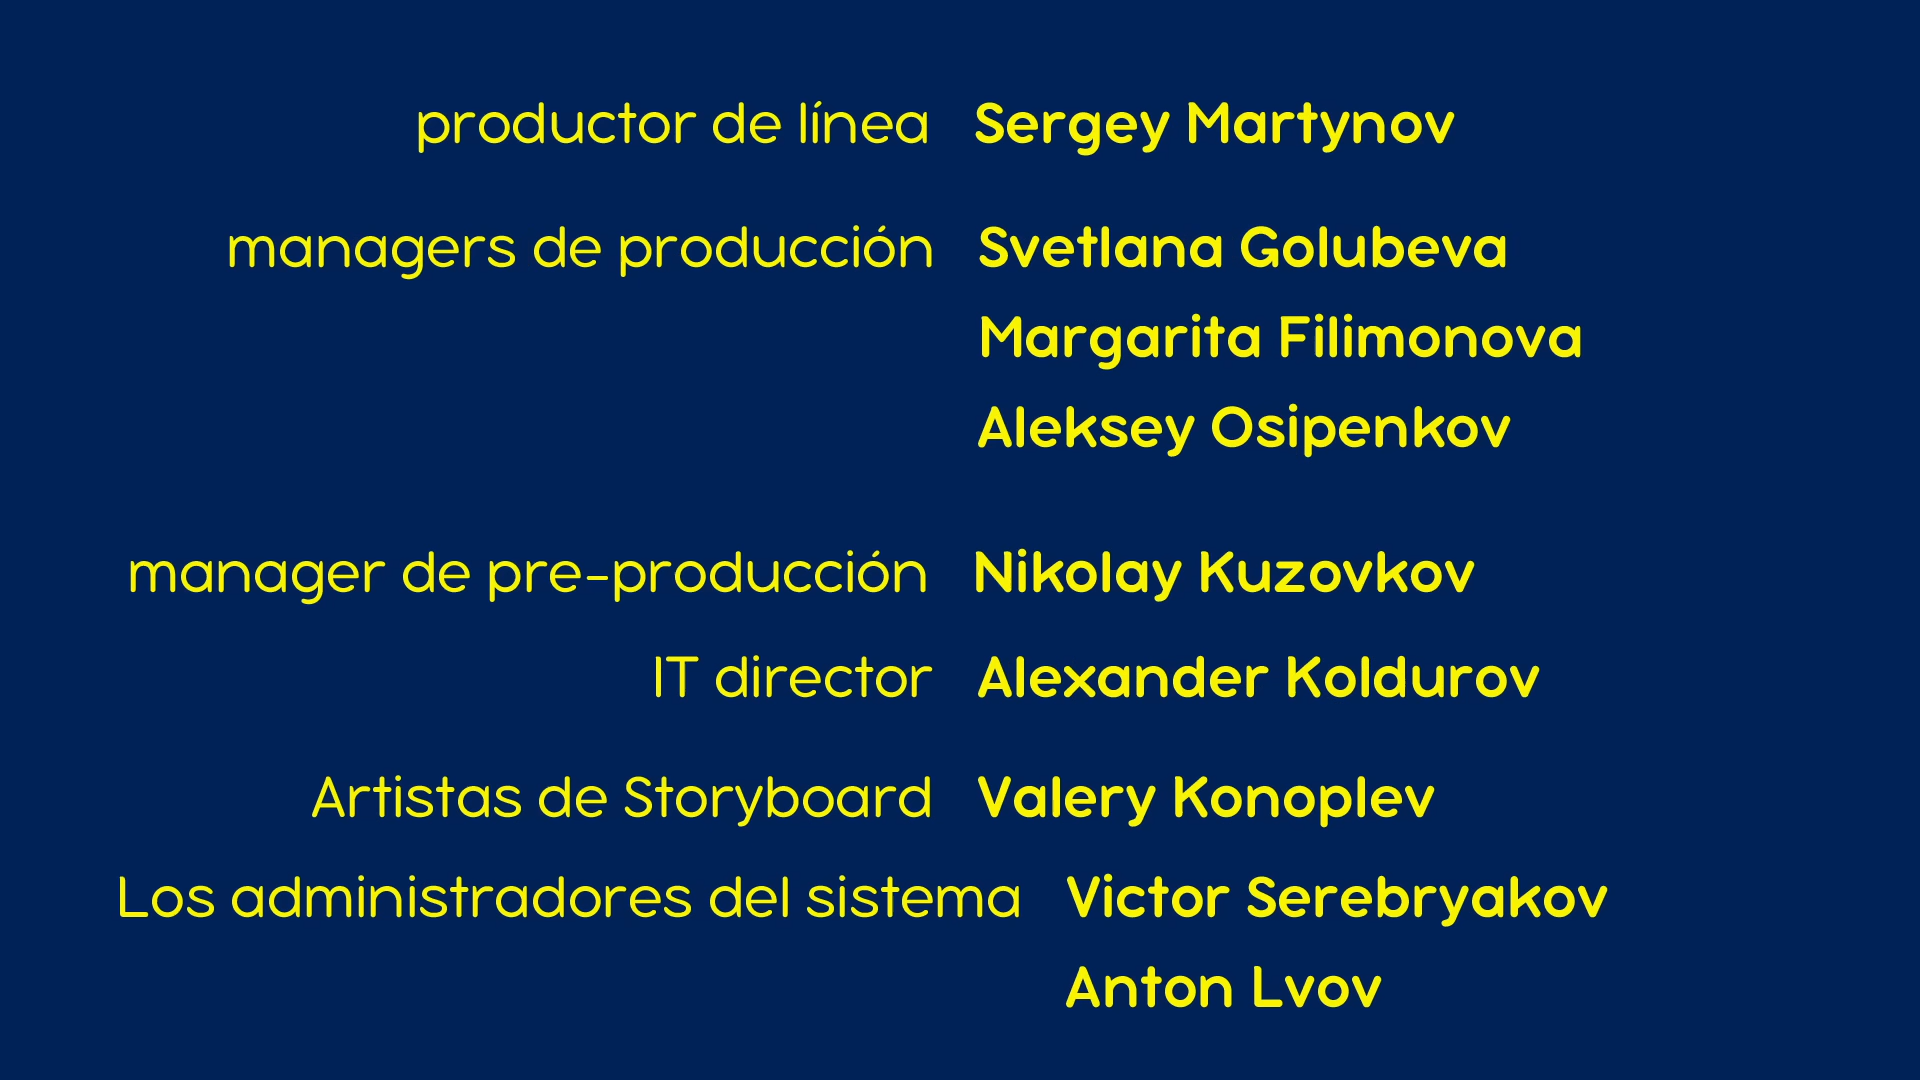 productor de línea Sergey Martynov
managers de producción Svetlana Golubeva
Margarita Filimonova
Aleksey Osipenkov
manager de pre-producción Nikolay Kuzovkov
IT director Alexander Koldurov
Artistas de Storyboard Valery Konoplev
Los administradores del sistema Victor Serebryakov
Anton Lvov